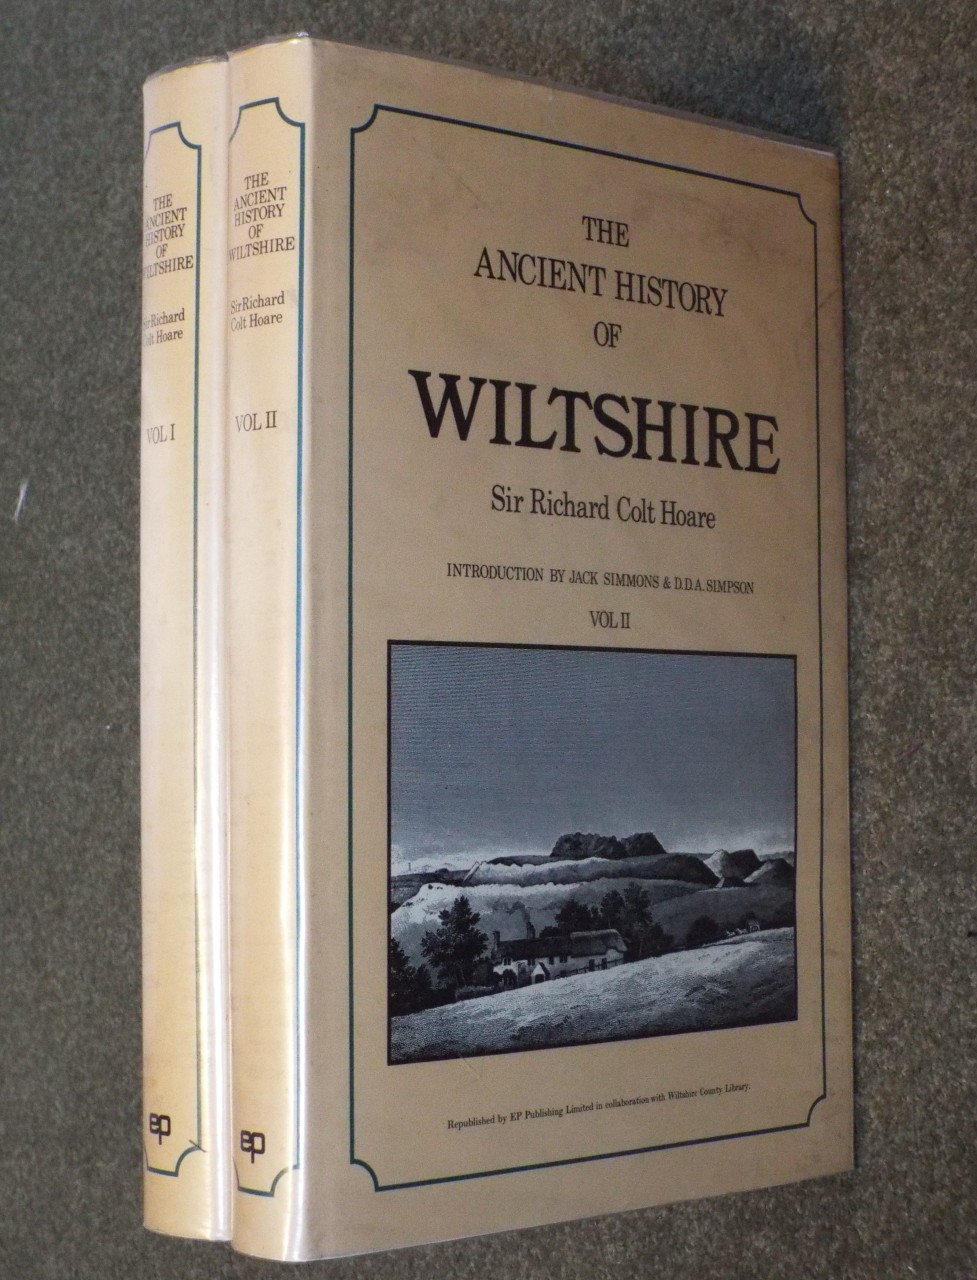 THE
ANCIENT
HISTORY
OF
WILTSHIRE
Sir Richard
Colt Hoare
VOL I
ep
THE
ANCIENT
HISTORY
OF
WILTSHIRE
Sir Richard
Colt Hoare
VOL II
ep
THE
ANCIENT HISTORY
OF
WILTSHIRE
Sir Richard Colt Hoare
INTRODUCTION BY JACK SIMMONS & D.D.A. SIMPSON
VOL II
Republished by EP Publishing Limited in collaboration with Wiltshire County Library.